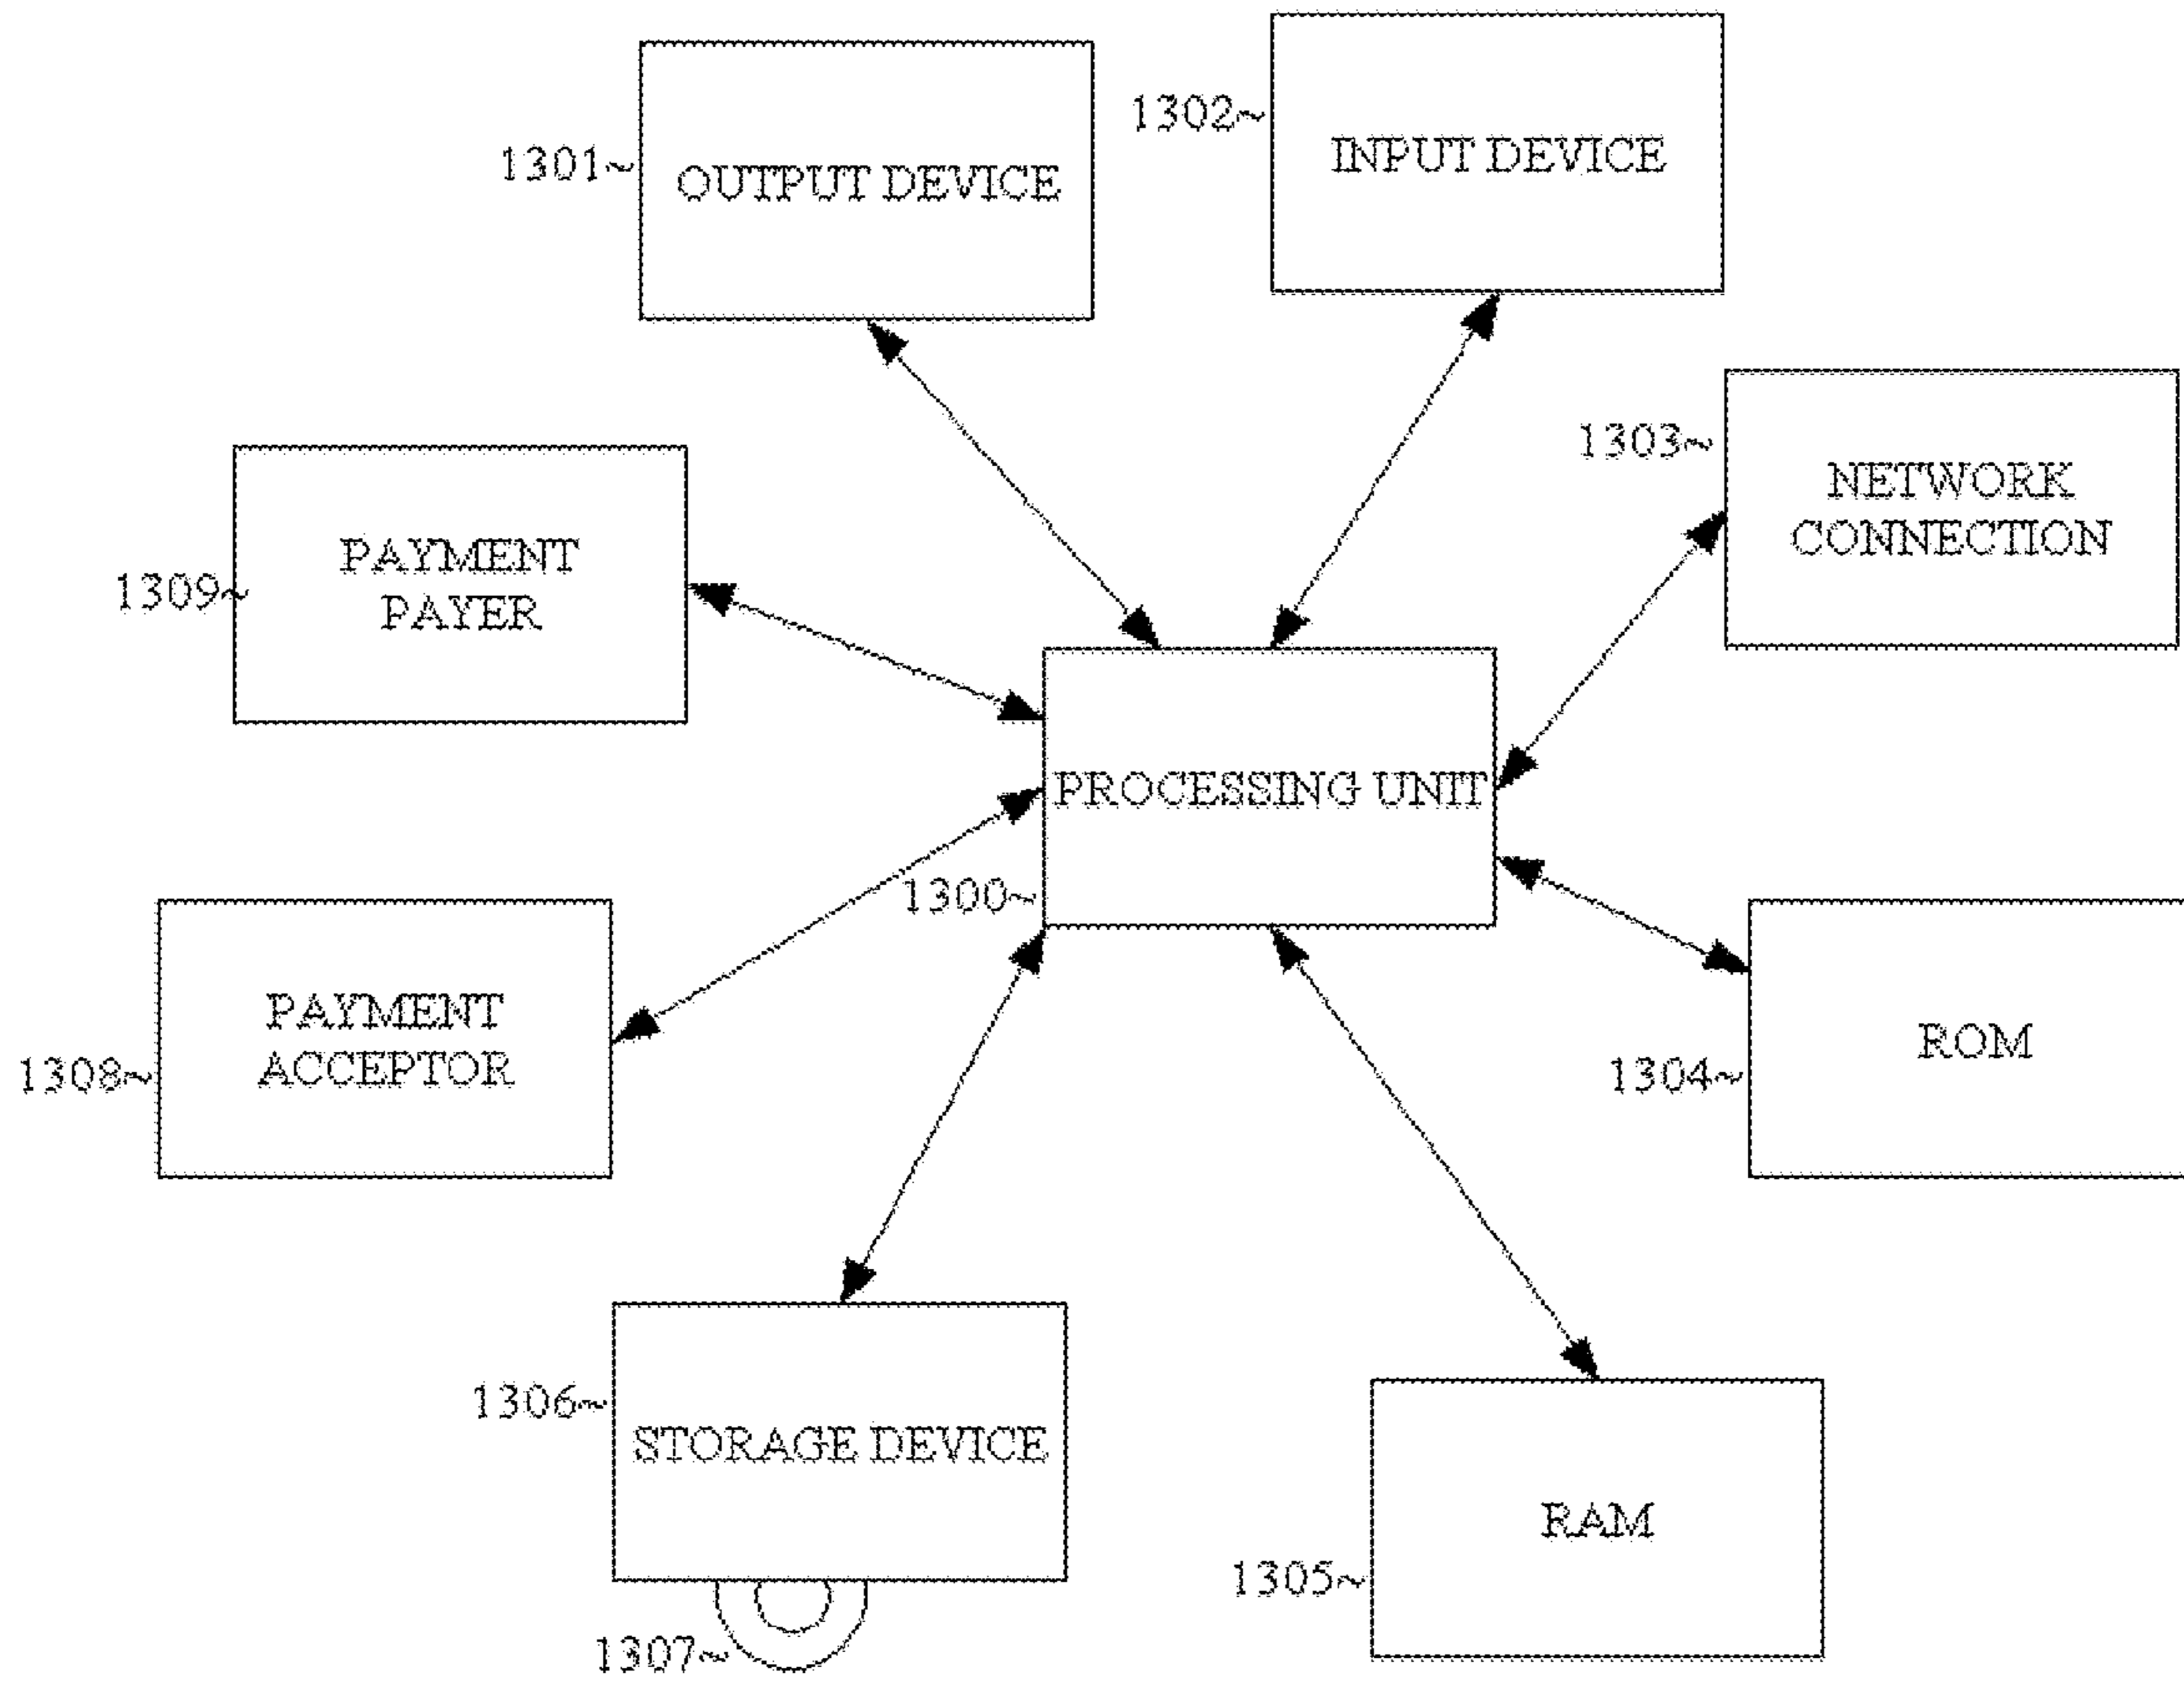 1302~
INPUT DEVICE
1301~
OUTPUT DEVICE
1303~
NETWORK
CONNECTION
1309~
PAYMENT
PAYER
PROCESSING UNIT
1300~
PAYMENT
ACCEPTOR
1308~
ROM
1304~
1306~
STORAGE DEVICE
RAM
1305~
1307~